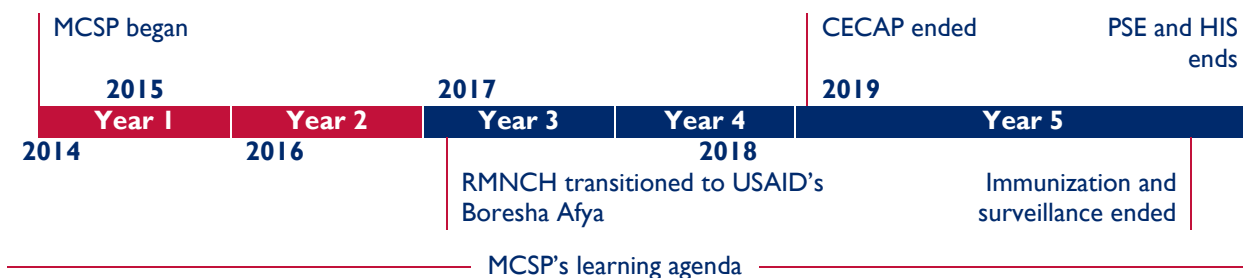 MCSP began
CECAP ended
PSE and HIS
ends
2015
2017
2019
Year 1
Year 2
Year 3
Year 4
Year 5
2014
2016
2018
RMNCH transitioned to USAID’s
Boresha Afya
Immunization and
surveillance ended
MCSP’s learning agenda